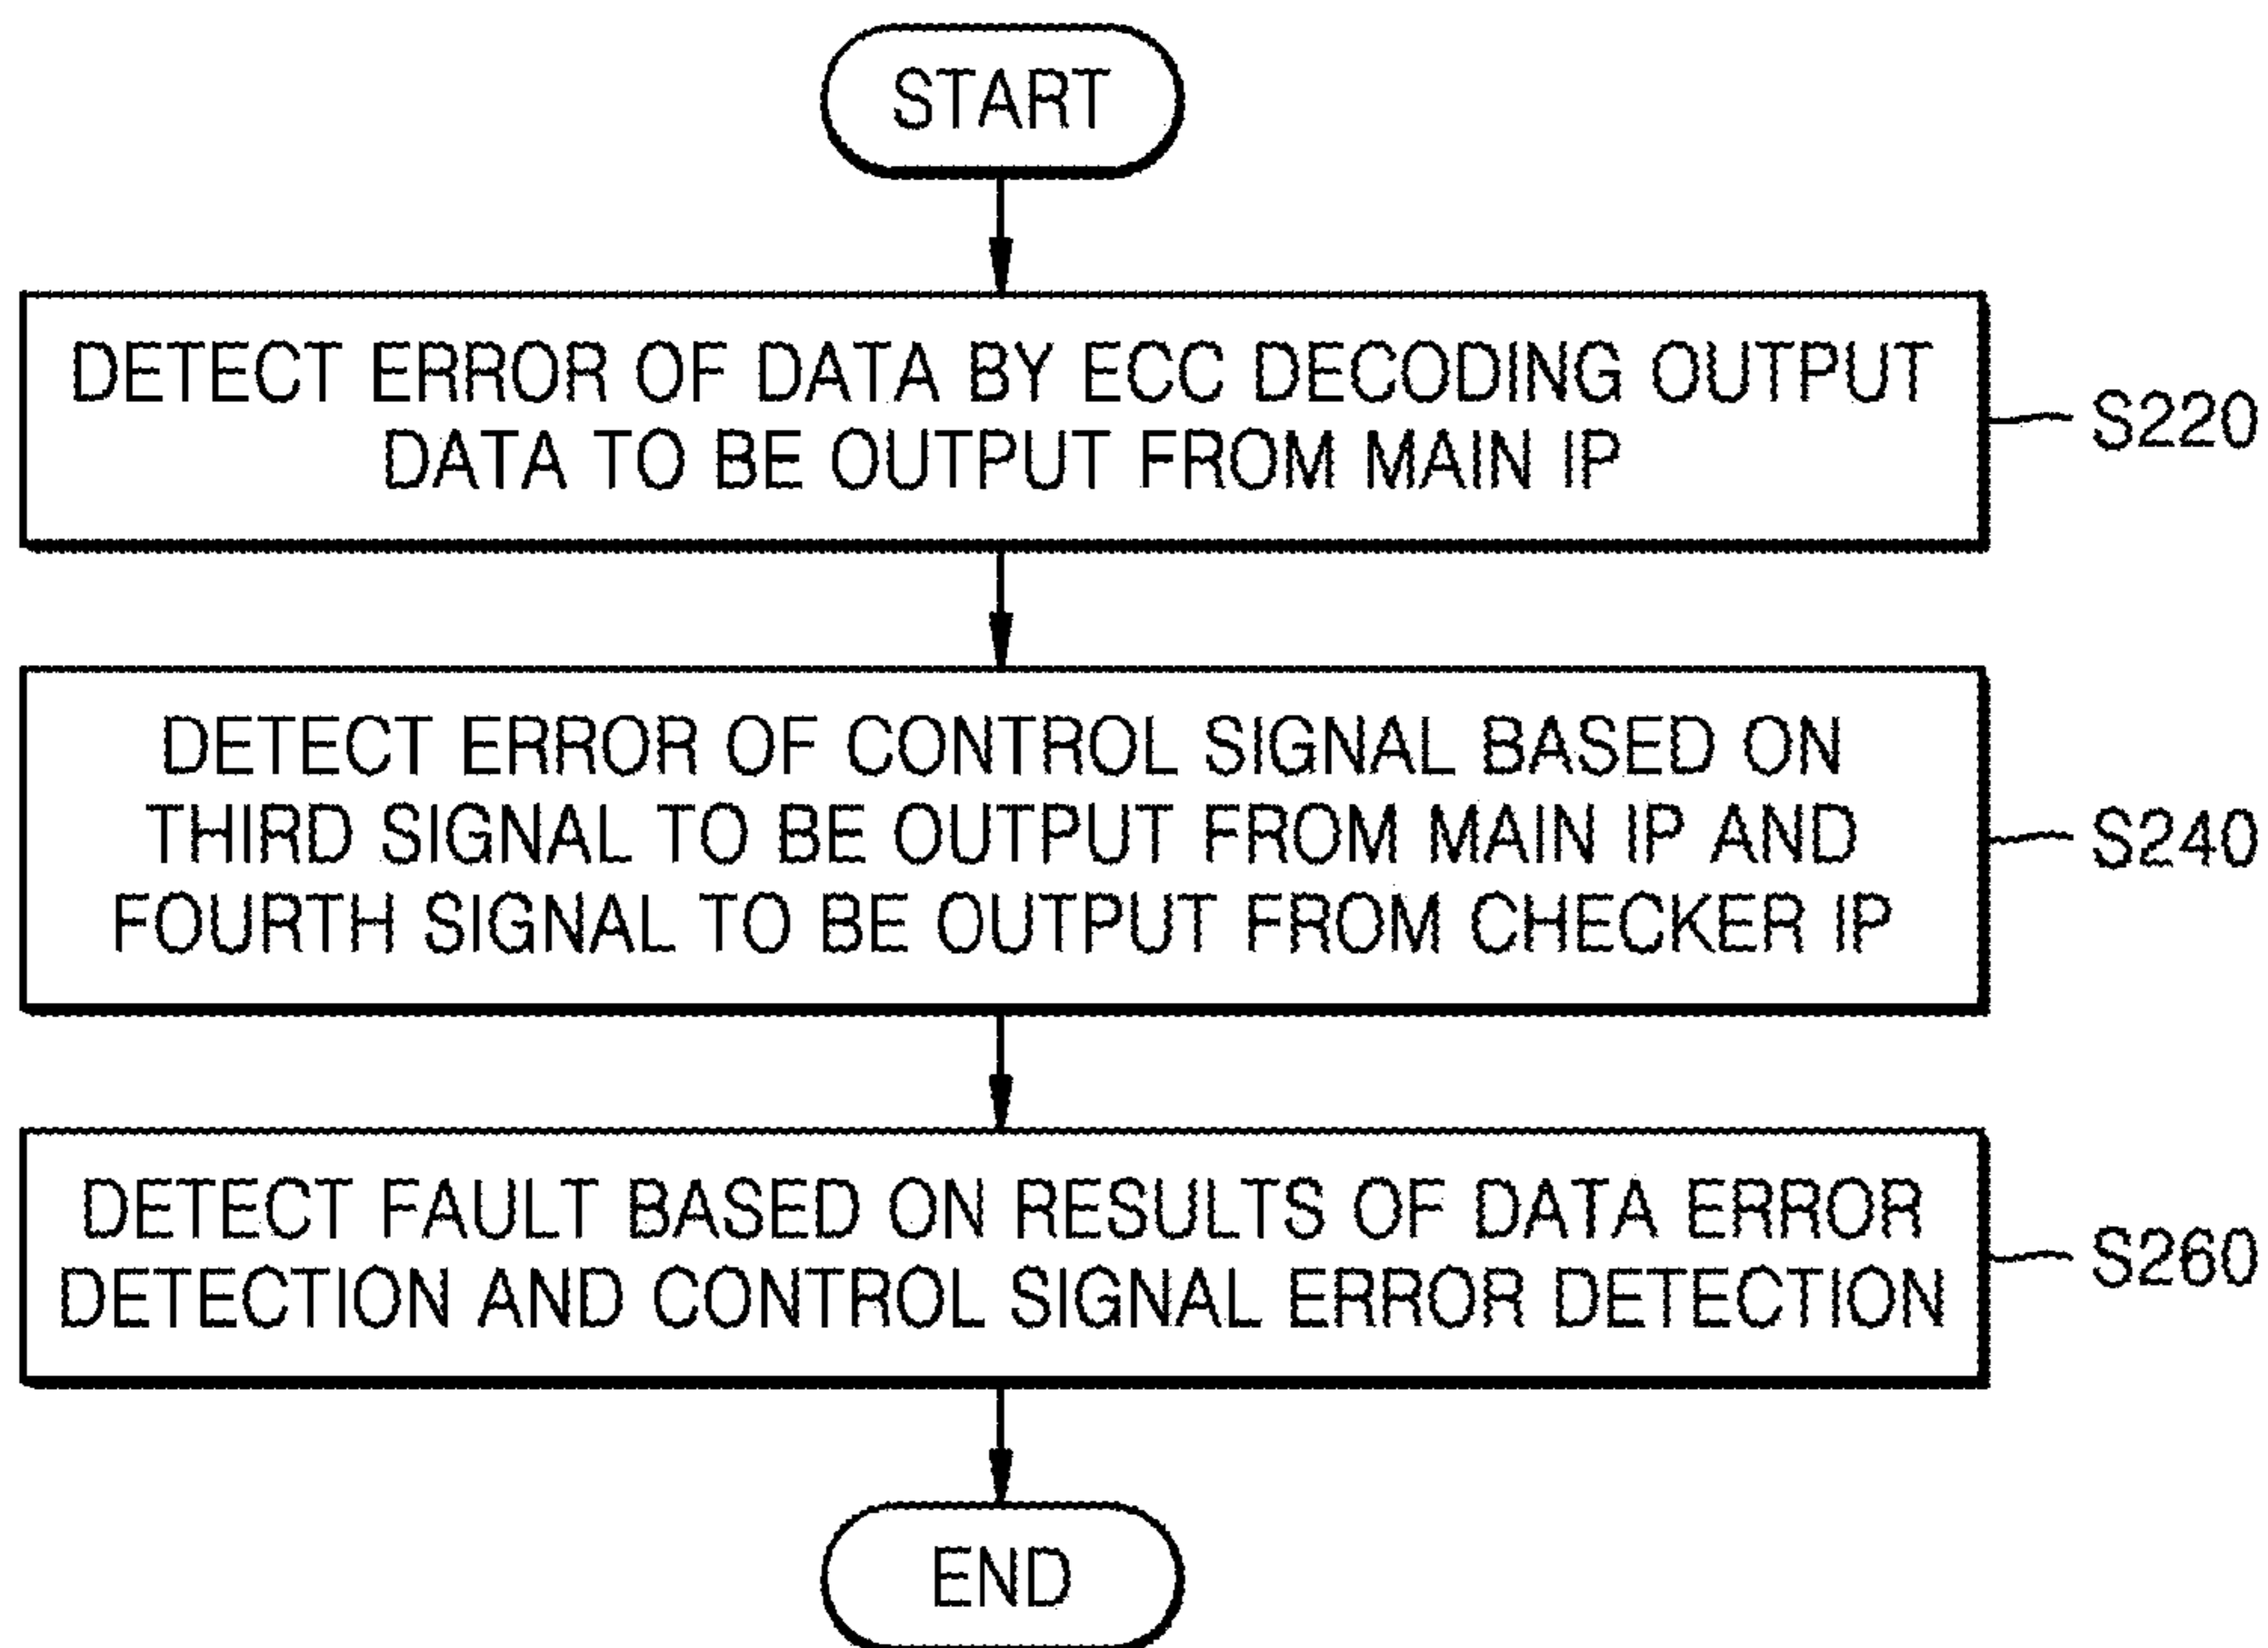 START
DETECT ERROR OF DATA BY ECC DECODING OUTPUT
DATA TO BE OUTPUT FROM MAIN IP
S220
DETECT ERROR OF CONTROL SIGNAL BASED ON
THIRD SIGNAL TO BE OUTPUT FROM MAIN IP AND
FOURTH SIGNAL TO BE OUTPUT FROM CHECKER IP
S240
DETECT FAULT BASED ON RESULTS OF DATA ERROR
DETECTION AND CONTROL SIGNAL ERROR DETECTION
S260
END